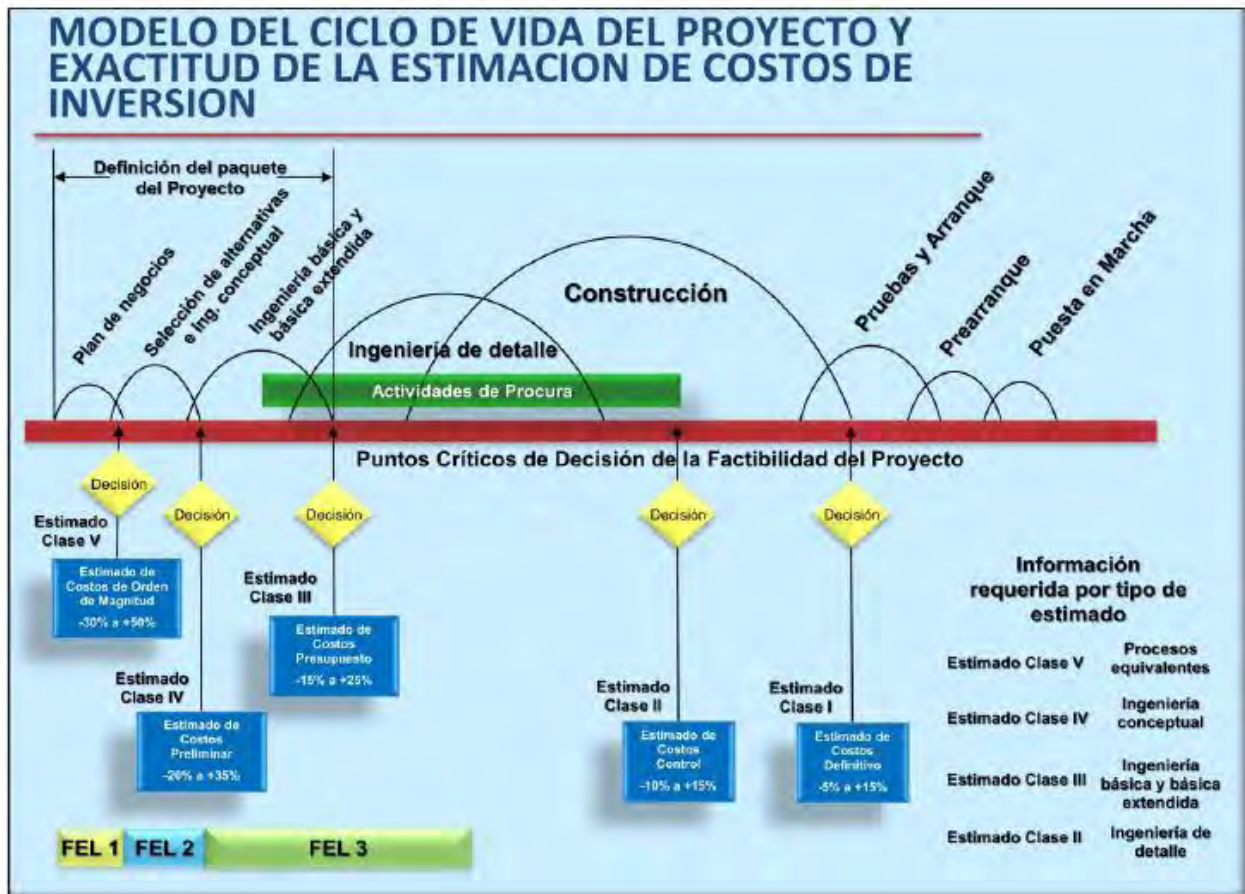 MODELO DEL CICLO DE VIDA DEL PROYECTO Y
EXACTITUD DE LA ESTIMACION DE COSTOS DE
INVERSION
Definición del paquete
del Proyecto
Plan de negocios
Selección de alternativas
e Ing. conceptual
Ingeniería básica y
básica extendida
Ingeniería de detalle
Construcción
Pruebas y Arranque
Prearranque
Puesta en Marcha
Actividades de Procura
Puntos Críticos de Decisión de la Factibilidad del Proyecto
Decisión
Decisión
Decisión
Decisión
Decisión
Estimado
Clase V
Estimado de
Costos de Orden
de Magnitud
-30% a +50%
Estimado
Clase IV
Estimado de
Costos
Preliminar
-20% a +35%
Estimado
Clase III
Estimado de
Costos
Presupuesto
-15% a +25%
Estimado
Clase II
Estimado de
Costos
Control
-10% a +15%
Estimado
Clase I
Estimado de
Costos
Definitivo
-5% a +15%
Información
requerida por tipo de
estimado
Estimado Clase V
Procesos
equivalentes
Estimado Clase IV
Ingeniería
conceptual
Estimado Clase III
Ingeniería
básica y básica
extendida
Estimado Clase II
Ingeniería de
detalle
FEL 1
FEL 2
FEL 3